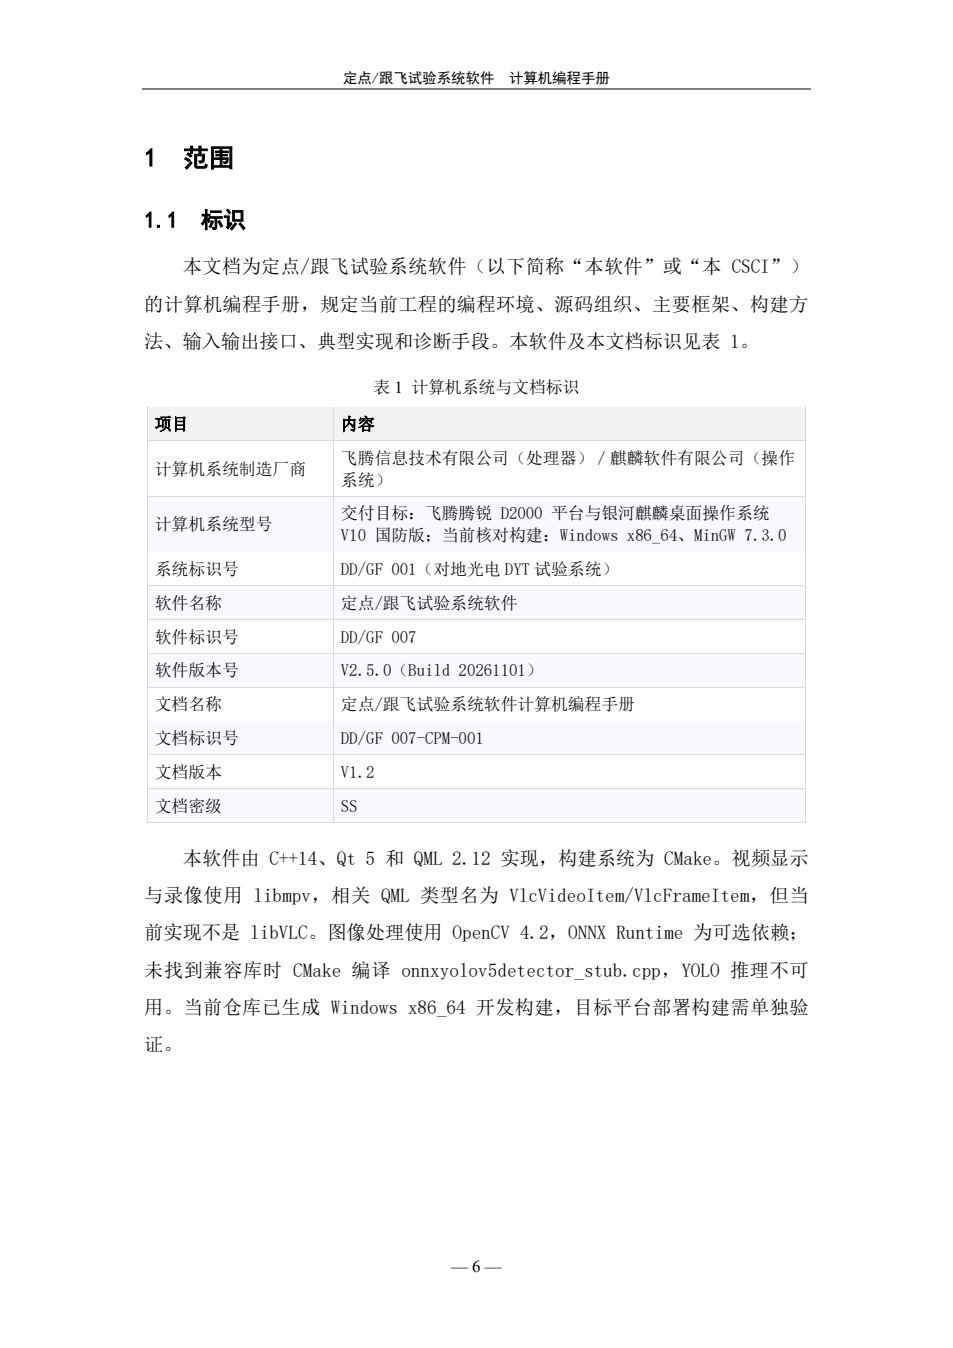 定点/跟飞试验系统软件　计算机编程手册
1　范围
1.1　标识
本文档为定点/跟飞试验系统软件（以下简称“本软件”或“本 CSCI”）
的计算机编程手册，规定当前工程的编程环境、源码组织、主要框架、构建方
法、输入输出接口、典型实现和诊断手段。本软件及本文档标识见表 1。
表 1 计算机系统与文档标识
项目　内容
计算机系统制造厂商　飞腾信息技术有限公司（处理器）/ 麒麟软件有限公司（操作
系统）
计算机系统型号　交付目标：飞腾腾锐 D2000 平台与银河麒麟桌面操作系统
V10 国防版；当前核对构建：Windows x86_64、MinGW 7.3.0
系统标识号　DD/GF 001（对地光电 DYT 试验系统）
软件名称　定点/跟飞试验系统软件
软件标识号　DD/GF 007
软件版本号　V2.5.0（Build 20261101）
文档名称　定点/跟飞试验系统软件计算机编程手册
文档标识号　DD/GF 007-CPM-001
文档版本　V1.2
文档密级　SS
本软件由 C++14、Qt 5 和 QML 2.12 实现，构建系统为 CMake。视频显示
与录像使用 libmpv，相关 QML 类型名为 VlcVideoItem/VlcFrameItem，但当
前实现不是 libVLC。图像处理使用 OpenCV 4.2，ONNX Runtime 为可选依赖；
未找到兼容库时 CMake 编译 onnxyolov5detector_stub.cpp，YOLO 推理不可
用。当前仓库已生成 Windows x86_64 开发构建，目标平台部署构建需单独验
证。
— 6 —